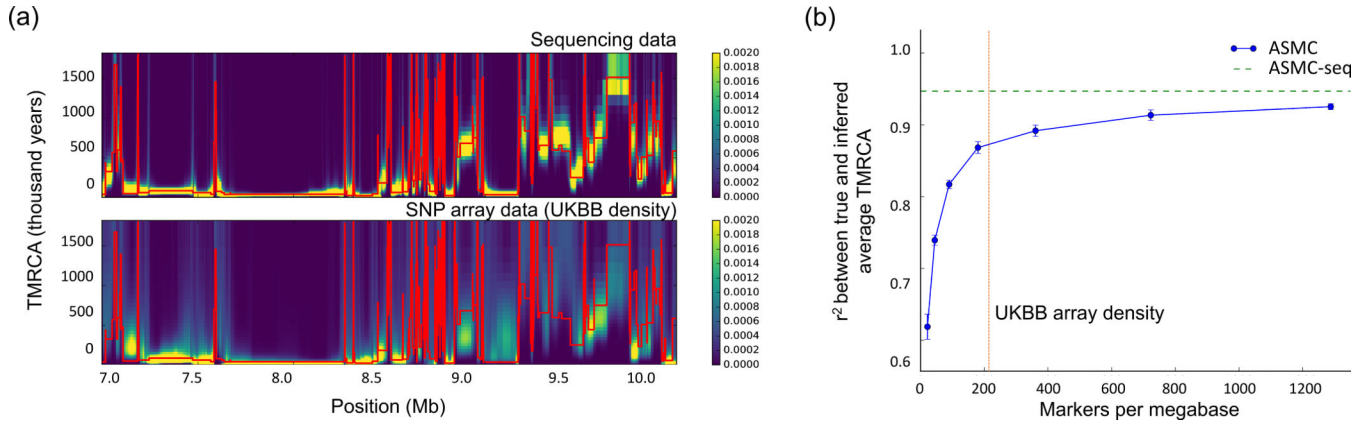 (a)
Sequencing data
1500
1000
500
0
0.0020
0.0018
0.0016
0.0014
0.0012
0.0010
0.0008
0.0006
0.0004
0.0002
0.0000
SNP array data (UKBB density)
1500
1000
500
0
0.0020
0.0018
0.0016
0.0014
0.0012
0.0010
0.0008
0.0006
0.0004
0.0002
0.0000
TMRCA (thousand years)
7.0 7.5 8.0 8.5 9.0 9.5 10.0
Position (Mb)
(b)
r² between true and inferred
average TMRCA
1.0
0.9
0.8
0.7
0.6
ASMC
ASMC-seq
UKBB array density
0 200 400 600 800 1000 1200
Markers per megabase